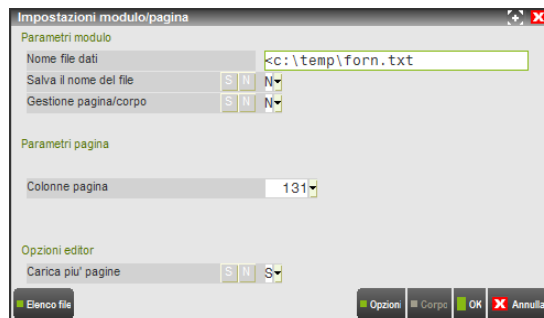 Impostazioni modulo/pagina
Parametri modulo
Nome file dati <c:\temp\forn.txt
Salva il nome del file S N N
Gestione pagina/corpo S N N
Parametri pagina
Colonne pagina 131
Opzioni editor
Carica piu' pagine S N S
Elenco file Opzioni Corpo OK Annulla